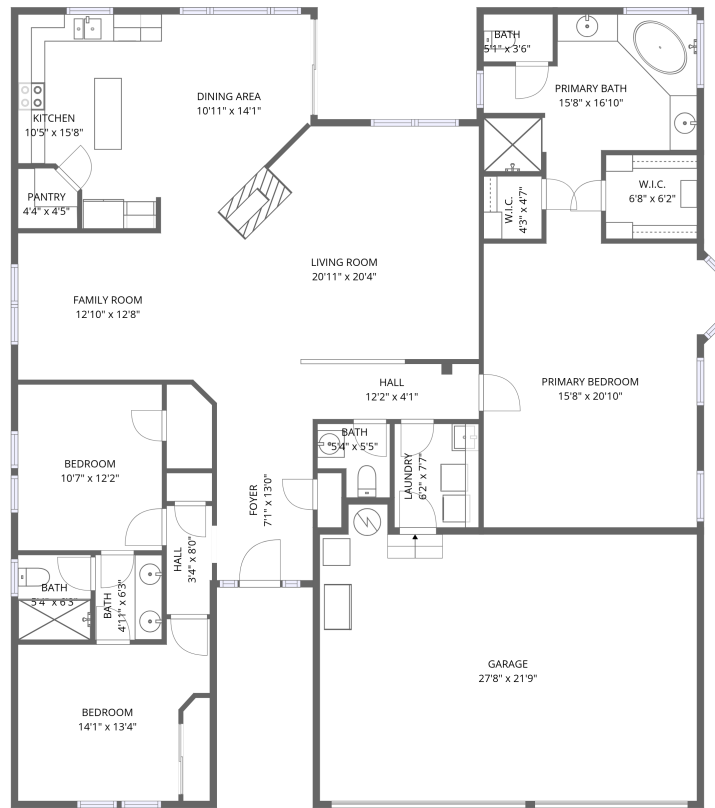 BATH
5'1" x 3'6"
PRIMARY BATH
15'8" x 16'10"
DINING AREA
10'11" x 14'1"
KITCHEN
10'5" x 15'8"
PANTRY
4'4" x 4'5"
W.I.C.
4'3" x 4'7"
W.I.C.
6'8" x 6'2"
LIVING ROOM
20'11" x 20'4"
FAMILY ROOM
12'10" x 12'8"
HALL
12'2" x 4'1"
PRIMARY BEDROOM
15'8" x 20'10"
BATH
5'4" x 5'5"
LAUNDRY
6'2" x 7'7"
BEDROOM
10'7" x 12'2"
FOYER
7'1" x 13'0"
HALL
3'4" x 8'0"
BATH
5'4" x 6'3"
BATH
4'11" x 6'3"
GARAGE
27'8" x 21'9"
BEDROOM
14'1" x 13'4"